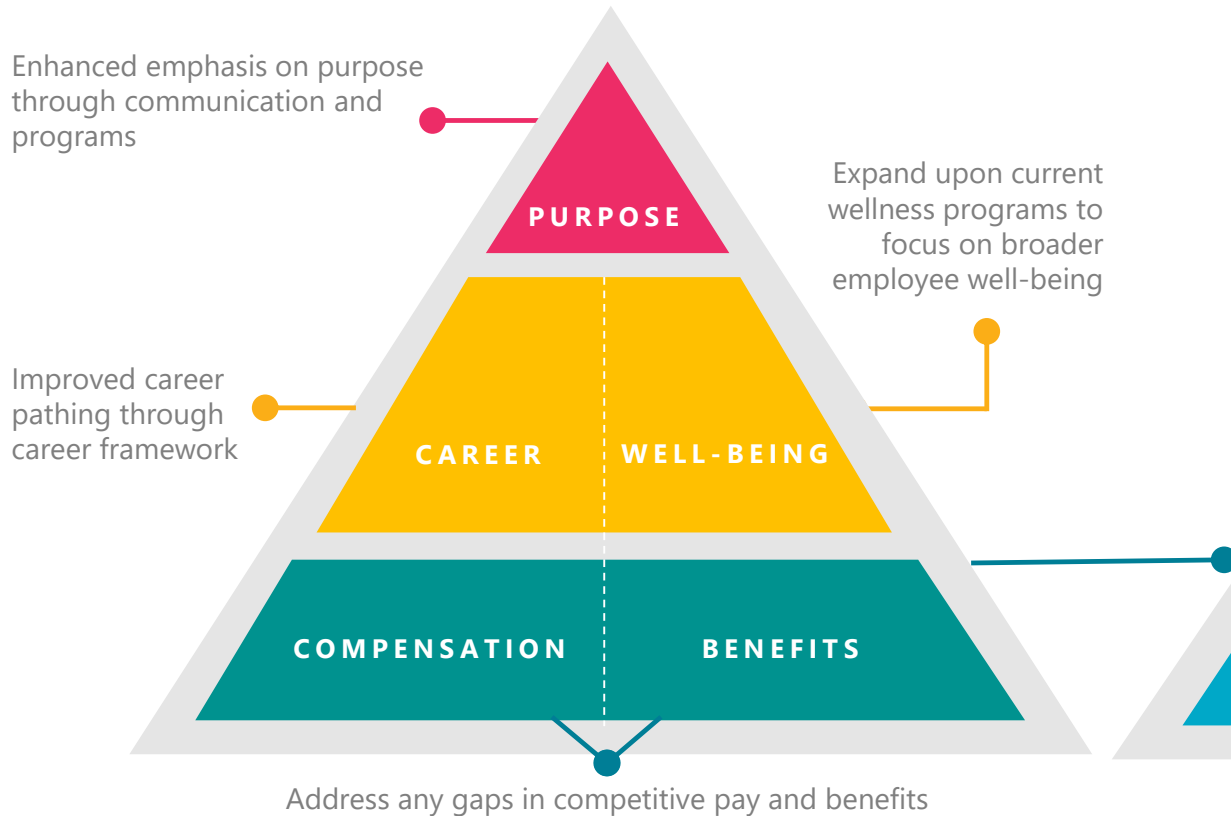 Enhanced emphasis on purpose
through communication and
programs
PURPOSE
Expand upon current
wellness programs to
focus on broader
employee well-being
Improved career
pathing through
career framework
CAREER
WELL-BEING
COMPENSATION
BENEFITS
Address any gaps in competitive pay and benefits